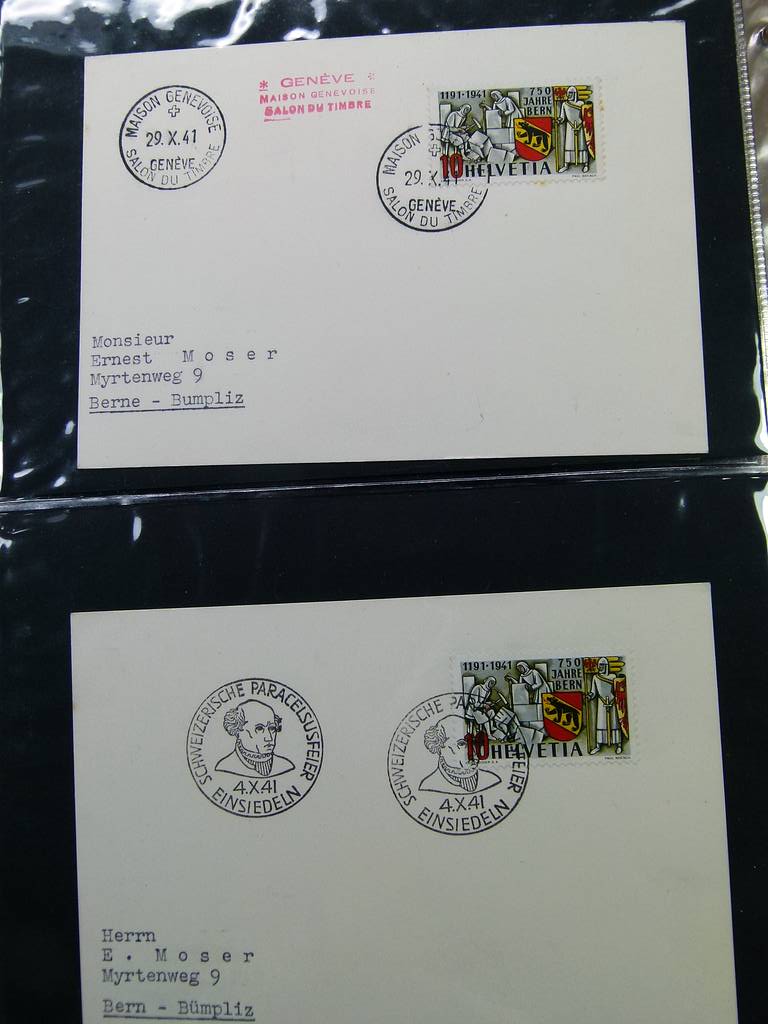 MAISON GENEVOISE
29.X.41
GENÈVE
SALON DU TIMBRE
* GENÈVE *
MAISON GENEVOISE
SALON DU TIMBRE
1191-1941
750
JAHRE
BERN
10 HELVETIA
MAISON
29.X.41
GENÈVE
SALON DU TIMBRE
Monsieur
Ernest Moser
Myrtenweg 9
Berne - Bumpliz
SCHWEIZERISCHE PARACELSUSFEIER
4.X.41
EINSIEDELN
1191-1941
750
JAHRE
BERN
10 HELVETIA
SCHWEIZERISCHE PA FEIER
4.X.41
EINSIEDELN
Herrn
E. Moser
Myrtenweg 9
Bern - Bümpliz